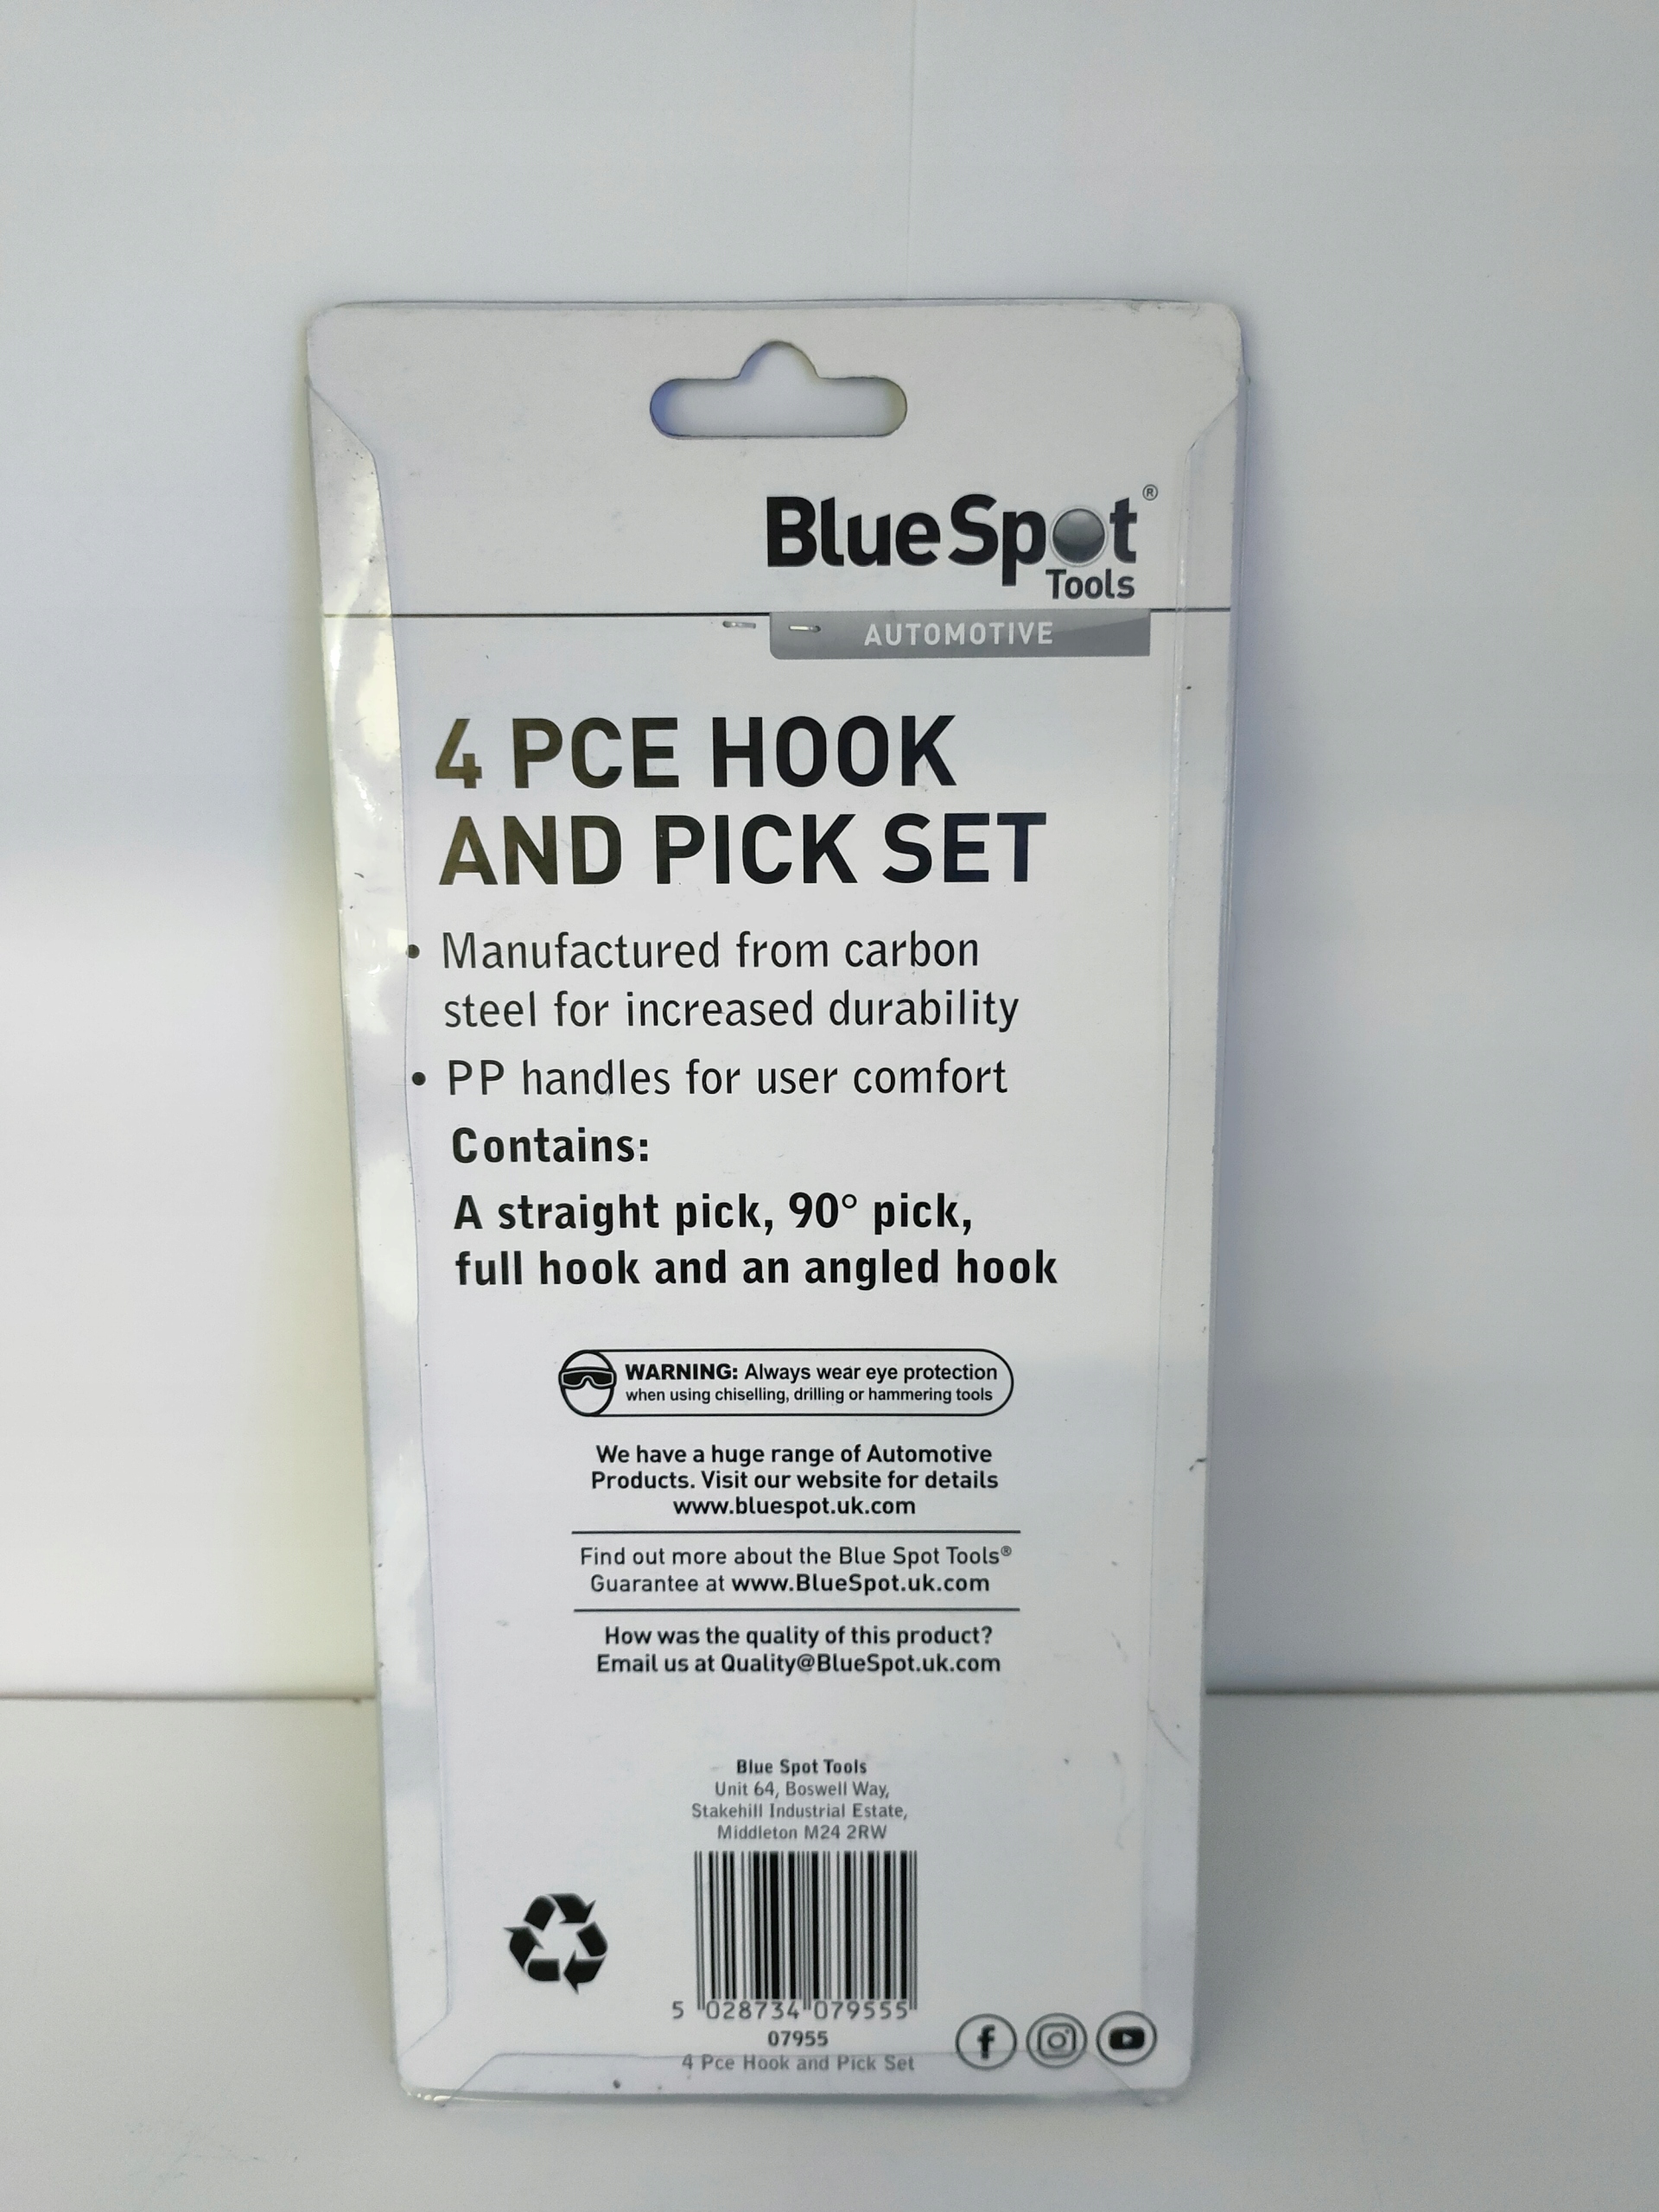 BlueSpot®
Tools
AUTOMOTIVE
4 PCE HOOK
AND PICK SET
• Manufactured from carbon
steel for increased durability
• PP handles for user comfort
Contains:
A straight pick, 90° pick,
full hook and an angled hook
WARNING: Always wear eye protection
when using chiselling, drilling or hammering tools
We have a huge range of Automotive
Products. Visit our website for details
www.bluespot.uk.com
Find out more about the Blue Spot Tools®
Guarantee at www.BlueSpot.uk.com
How was the quality of this product?
Email us at Quality@BlueSpot.uk.com
Blue Spot Tools
Unit 64, Boswell Way,
Stakehill Industrial Estate,
Middleton M24 2RW
5 028734 079555
07955
4 Pce Hook and Pick Set